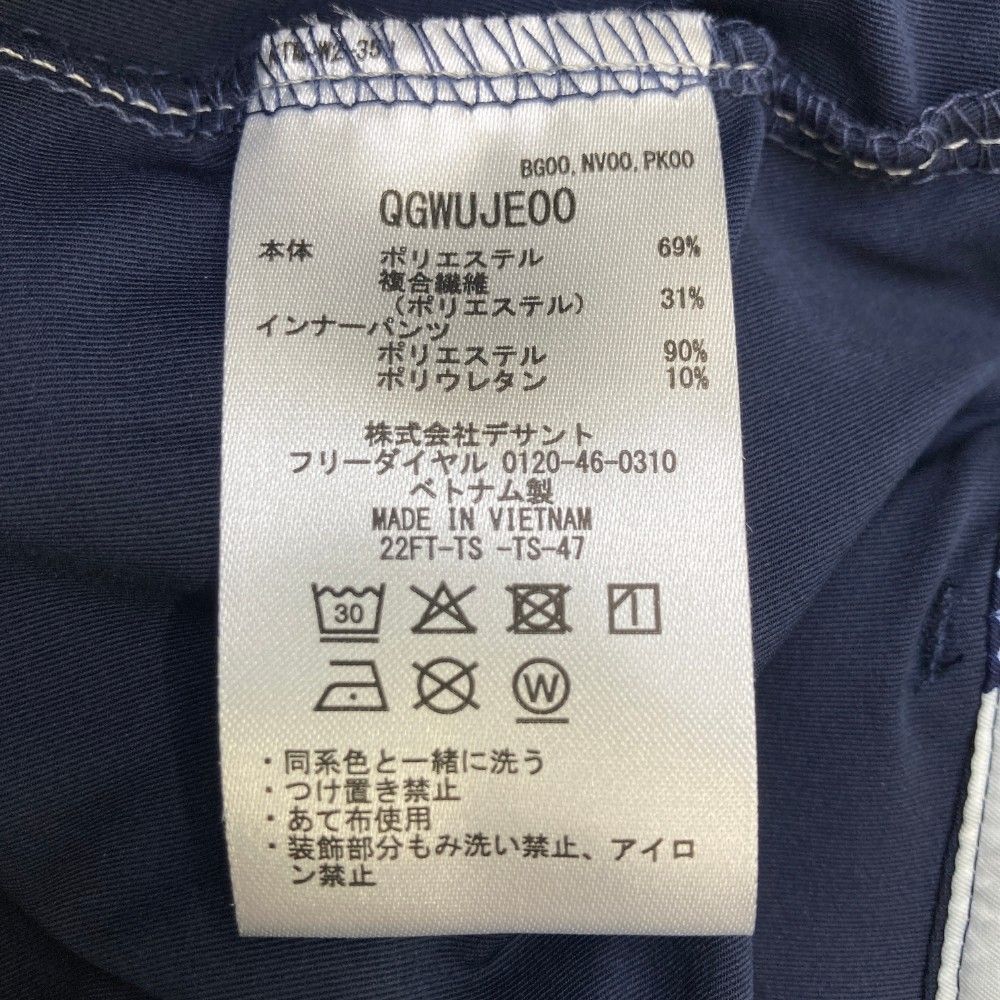 BG00, NV00, PK00
QGWUJE00
本体 ポリエステル 69%
複合繊維
(ポリエステル) 31%
インナーパンツ
ポリエステル 90%
ポリウレタン 10%
株式会社デサント
フリーダイヤル 0120-46-0310
ベトナム製
MADE IN VIETNAM
22FT-TS -TS-47
30
W
・同系色と一緒に洗う
・つけ置き禁止
・あて布使用
・装飾部分もみ洗い禁止、アイロ
ン禁止